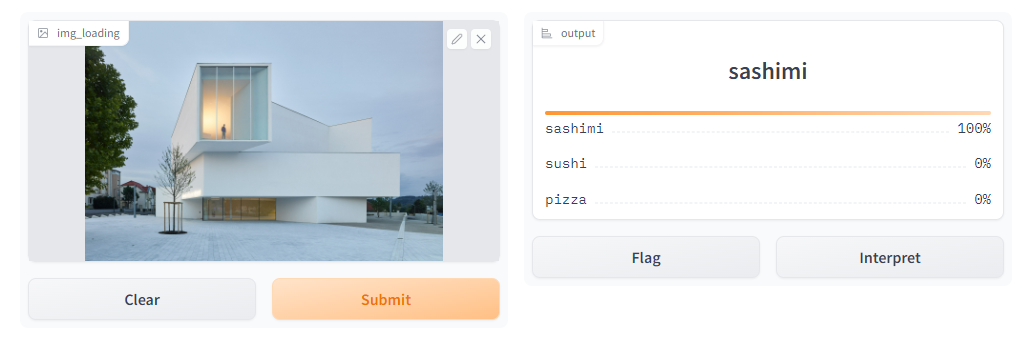 img_loading
Clear
Submit
output
sashimi
sashimi 100%
sushi 0%
pizza 0%
Flag
Interpret